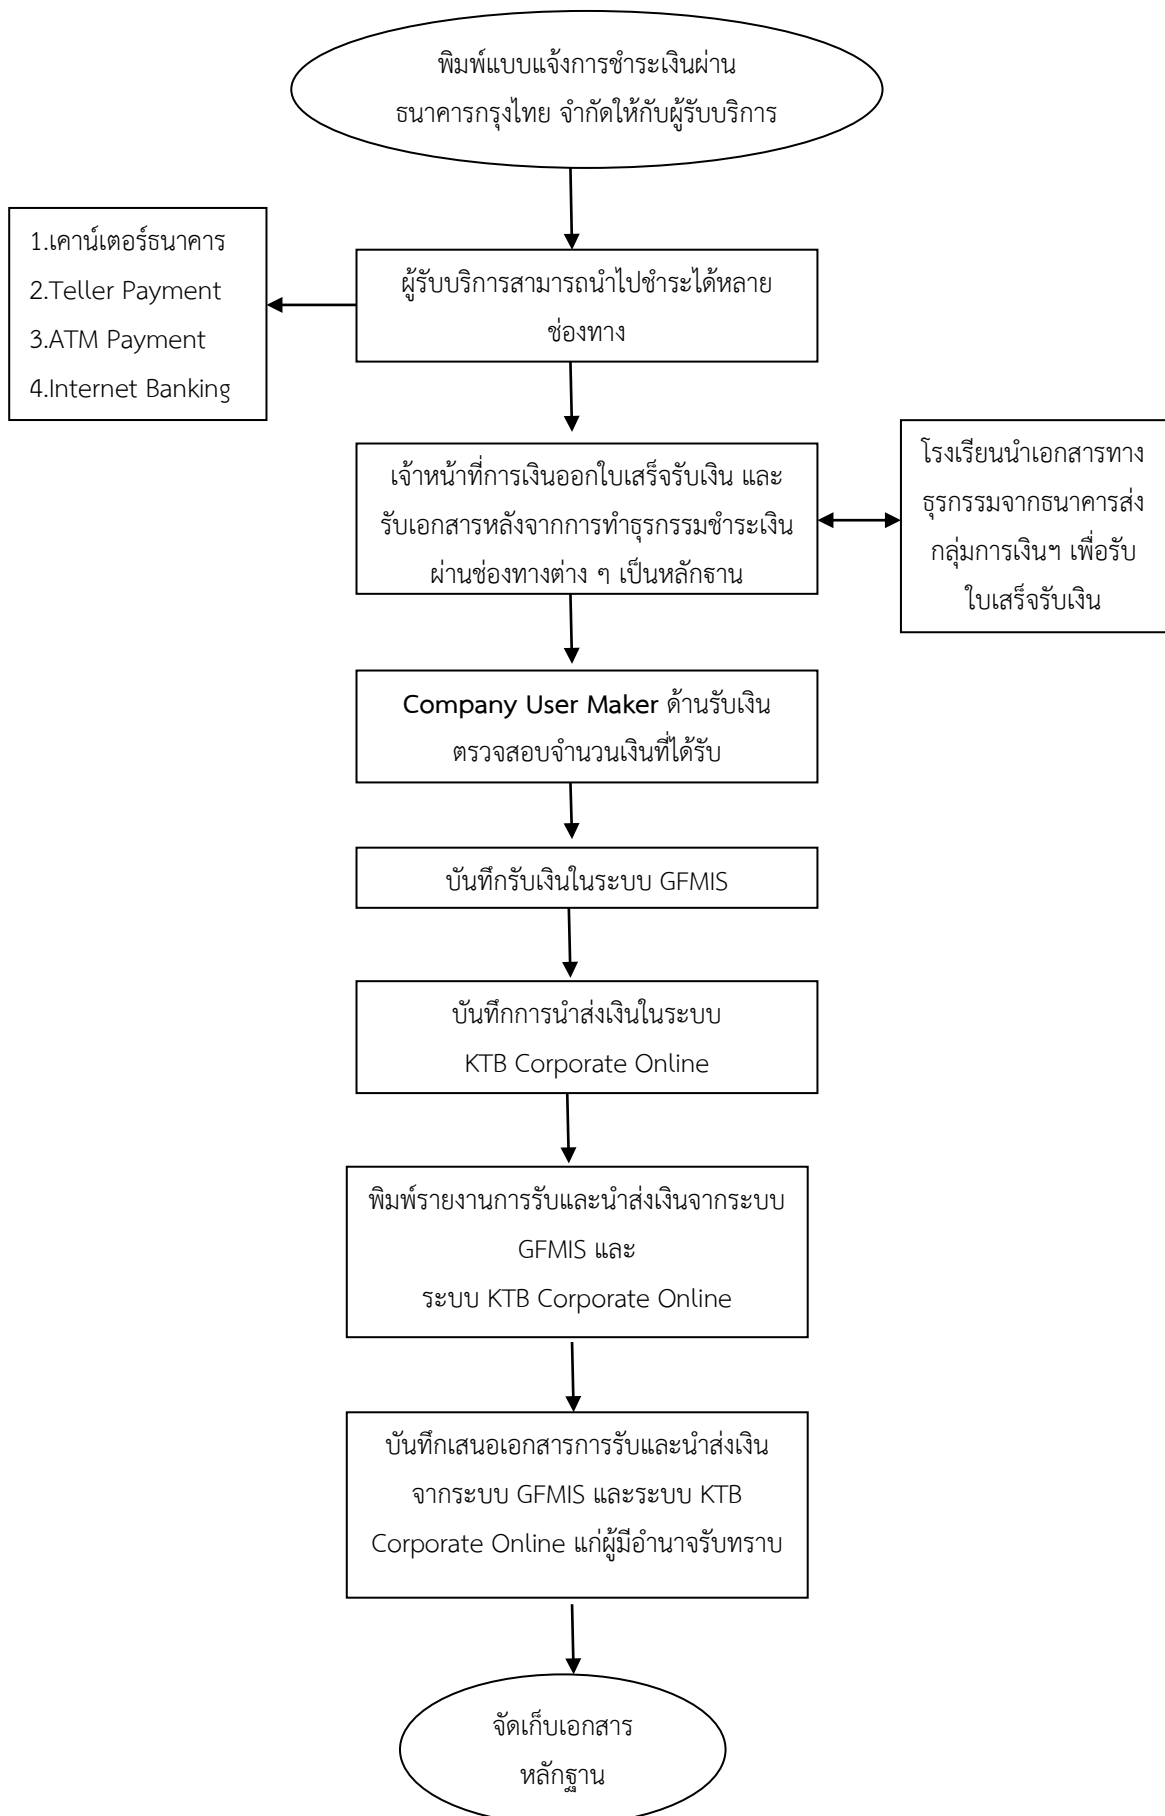 พิมพ์แบบแจ้งการชำระเงินผ่าน
ธนาคารกรุงไทย จำกัดให้กับผู้รับบริการ
1.เคาน์เตอร์ธนาคาร
2.Teller Payment
3.ATM Payment
4.Internet Banking
ผู้รับบริการสามารถนำไปชำระได้หลาย
ช่องทาง
เจ้าหน้าที่การเงินออกใบเสร็จรับเงิน และ
รับเอกสารหลังจากการทำธุรกรรมชำระเงิน
ผ่านช่องทางต่าง ๆ เป็นหลักฐาน
โรงเรียนนำเอกสารทาง
ธุรกรรมจากธนาคารส่ง
กลุ่มการเงินฯ เพื่อรับ
ใบเสร็จรับเงิน
Company User Maker ด้านรับเงิน
ตรวจสอบจำนวนเงินที่ได้รับ
บันทึกรับเงินในระบบ GFMIS
บันทึกการนำส่งเงินในระบบ
KTB Corporate Online
พิมพ์รายงานการรับและนำส่งเงินจากระบบ
GFMIS และ
ระบบ KTB Corporate Online
บันทึกเสนอเอกสารการรับและนำส่งเงิน
จากระบบ GFMIS และระบบ KTB
Corporate Online แก่ผู้มีอำนาจรับทราบ
จัดเก็บเอกสาร
หลักฐาน